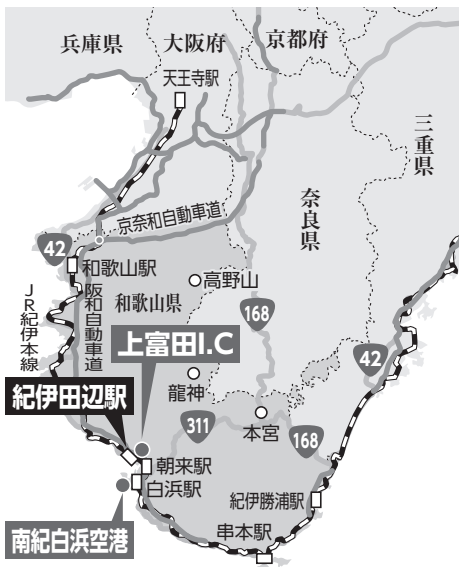 兵庫県
大阪府
京都府
天王寺駅
三重県
奈良県
京奈和自動車道
42
和歌山駅
高野山
和歌山県
168
JR紀伊本線
阪和自動車道
上富田I.C
42
紀伊田辺駅
龍神
311
本宮
168
朝来駅
白浜駅
紀伊勝浦駅
南紀白浜空港
串本駅